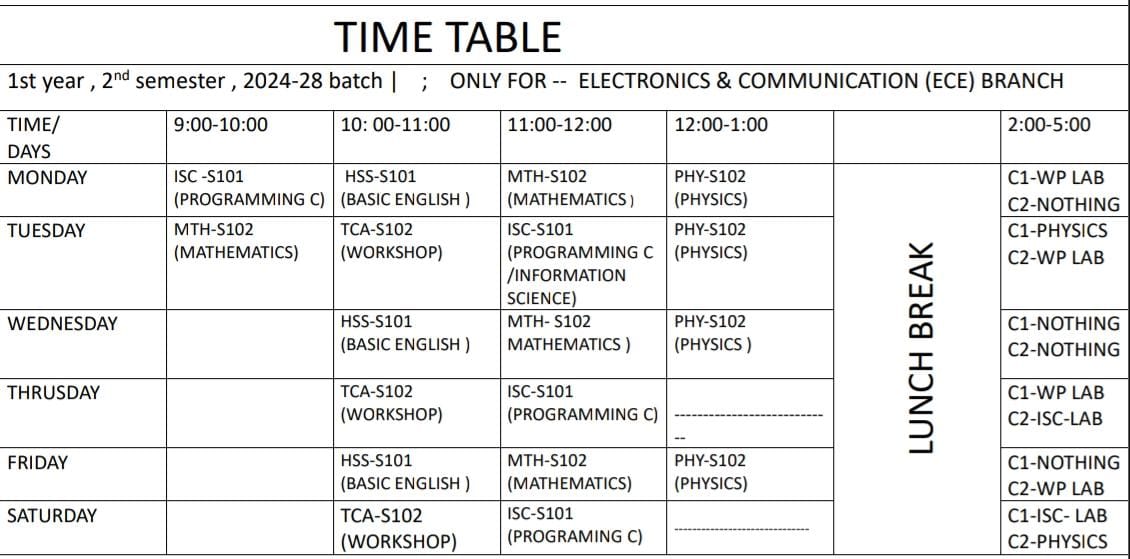 TIME TABLE
1st year , 2nd semester , 2024-28 batch | ; ONLY FOR -- ELECTRONICS & COMMUNICATION (ECE) BRANCH
TIME/ 9:00-10:00 10: 00-11:00 11:00-12:00 12:00-1:00 2:00-5:00
DAYS
MONDAY ISC -S101 HSS-S101 MTH-S102 PHY-S102 C1-WP LAB
(PROGRAMMING C) (BASIC ENGLISH ) (MATHEMATICS ) (PHYSICS) C2-NOTHING
TUESDAY MTH-S102 TCA-S102 ISC-S101 PHY-S102 C1-PHYSICS
(MATHEMATICS) (WORKSHOP) (PROGRAMMING C (PHYSICS) C2-WP LAB
/INFORMATION
SCIENCE)
WEDNESDAY HSS-S101 MTH- S102 PHY-S102 C1-NOTHING
(BASIC ENGLISH ) MATHEMATICS ) (PHYSICS ) C2-NOTHING
THRUSDAY TCA-S102 ISC-S101 C1-WP LAB
(WORKSHOP) (PROGRAMMING C) ---------------------------- C2-ISC-LAB
--
FRIDAY HSS-S101 MTH-S102 PHY-S102 C1-NOTHING
(BASIC ENGLISH ) (MATHEMATICS) (PHYSICS) C2-WP LAB
SATURDAY TCA-S102 ISC-S101 ---------------------------- C1-ISC- LAB
(WORKSHOP) (PROGRAMING C) C2-PHYSICS
LUNCH BREAK